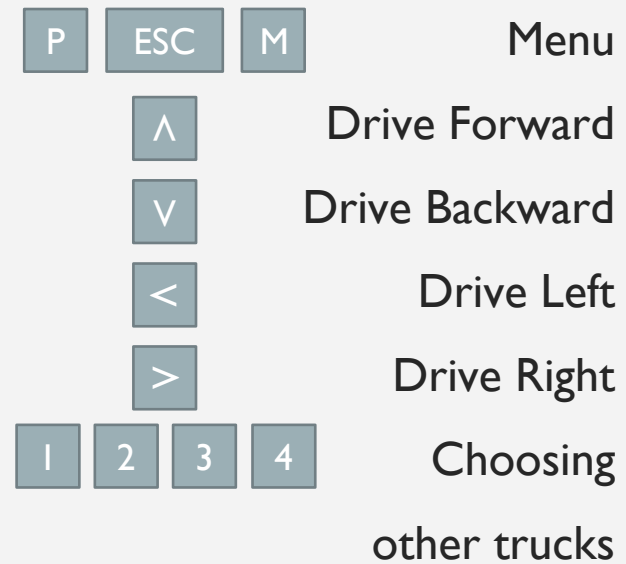 P ESC M Menu
Λ Drive Forward
V Drive Backward
< Drive Left
> Drive Right
1 2 3 4 Choosing
other trucks